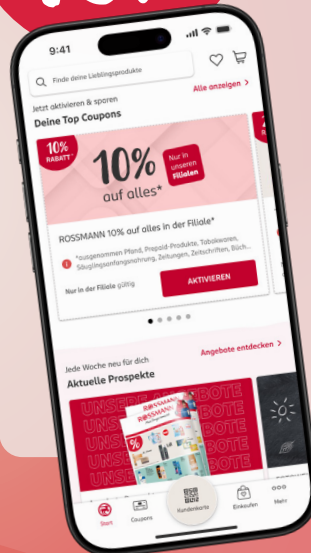 9:41
Finde deine Lieblingsprodukte
Jetzt aktivieren & sparen
Deine Top Coupons
Alle anzeigen >
10%
RABATT
10%
auf alles*
Nur in
unseren
Filialen
ROSSMANN 10% auf alles in der Filiale*
*ausgenommen Pfand, Prepaid-Produkte, Tabakwaren,
Säuglingsanfangsnahrung, Zeitungen, Zeitschriften, Büch...
Nur in der Filiale gültig
AKTIVIEREN
Jede Woche neu für dich
Aktuelle Prospekte
Angebote entdecken >
UNSERE ANGEBOTE
ROSSMANN
ROSSMANN
%
Start
Coupons
Kundenkarte
Einkaufen
Mehr